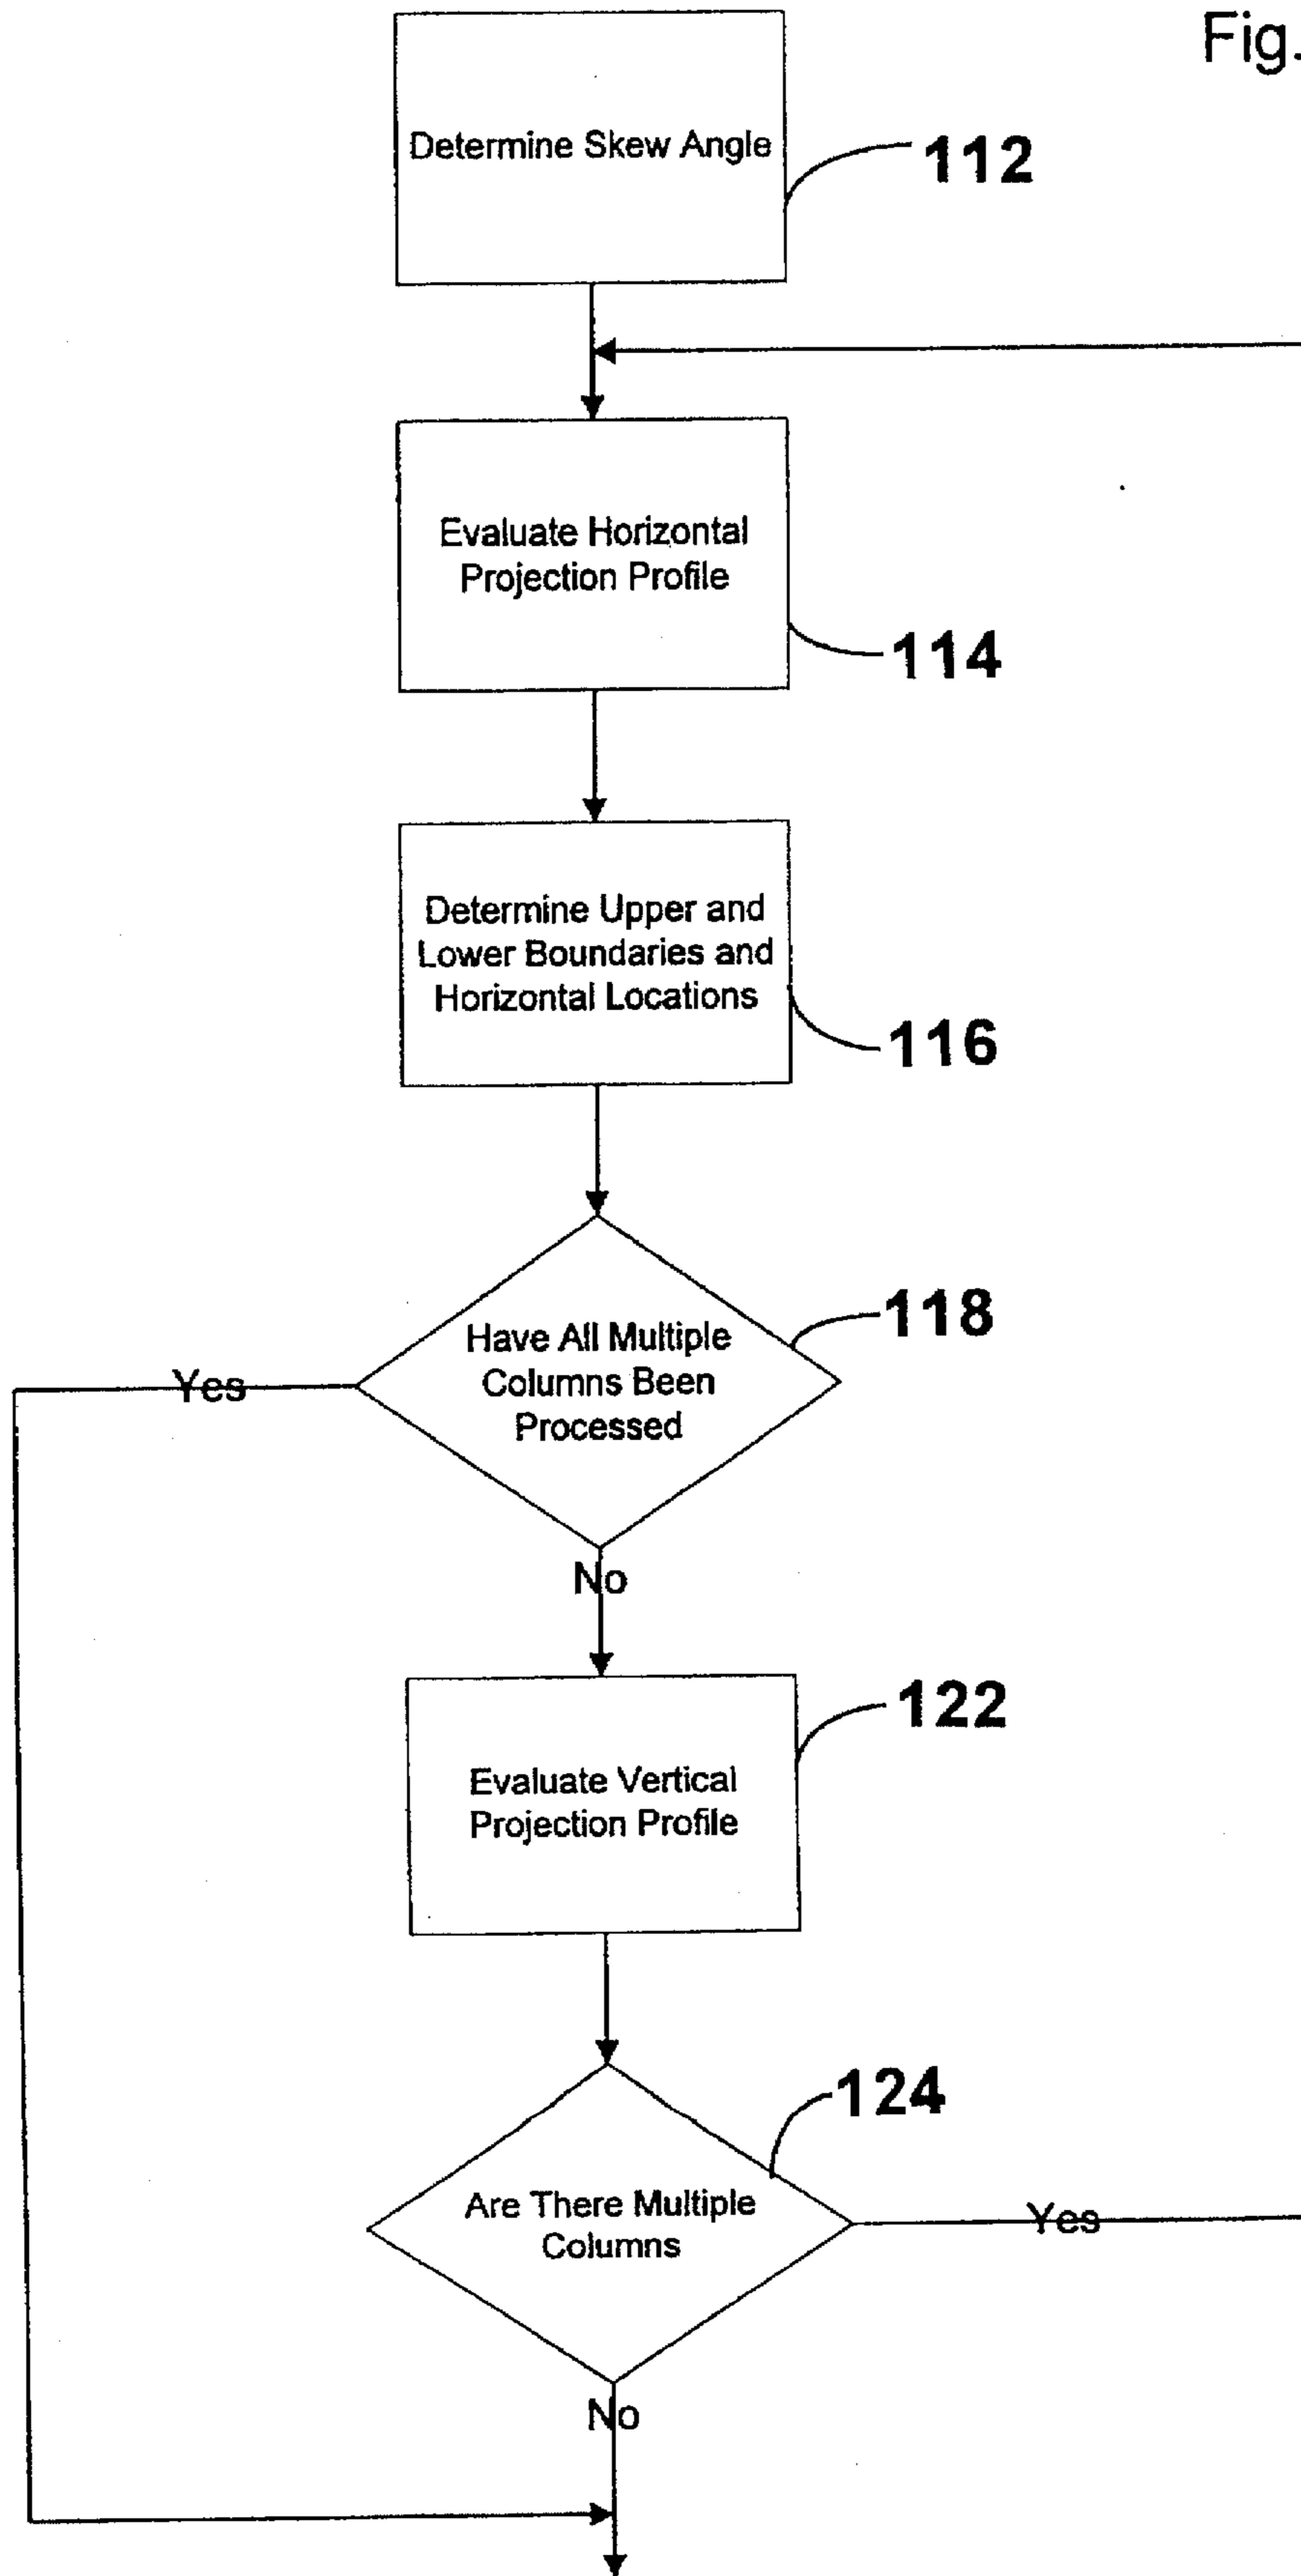 Fig.
Determine Skew Angle
112
Evaluate Horizontal
Projection Profile
114
Determine Upper and
Lower Boundaries and
Horizontal Locations
116
118
Have All Multiple
Columns Been
Processed
Yes
No
122
Evaluate Vertical
Projection Profile
124
Are There Multiple
Columns
Yes
No